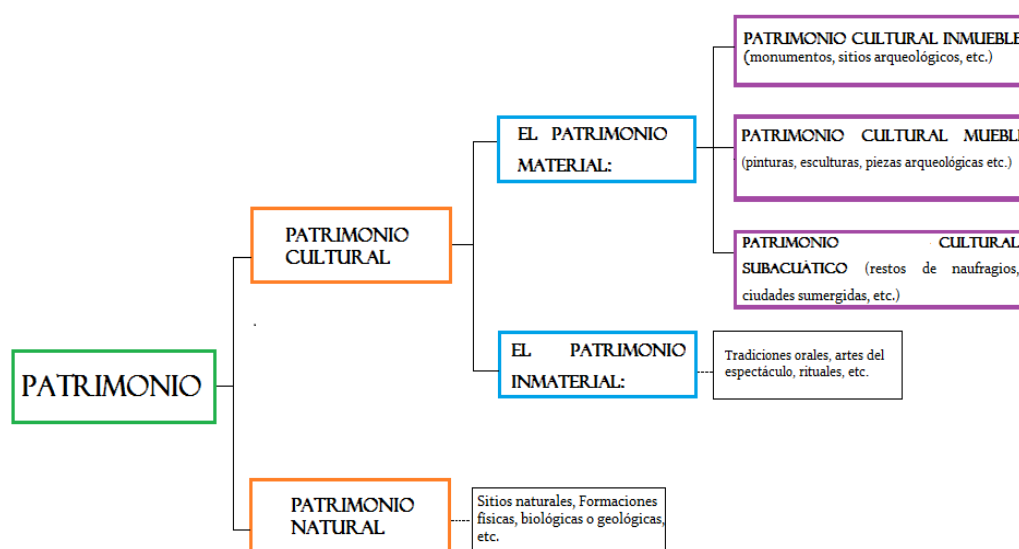 PATRIMONIO
PATRIMONIO
CULTURAL
EL PATRIMONIO
MATERIAL:
PATRIMONIO CULTURAL INMUEBLE
(monumentos, sitios arqueológicos, etc.)
PATRIMONIO CULTURAL MUEBLE
(pinturas, esculturas, piezas arqueológicas etc.)
PATRIMONIO CULTURAL
SUBACUÁTICO (restos de naufragios,
ciudades sumergidas, etc.)
EL PATRIMONIO
INMATERIAL:
Tradiciones orales, artes del
espectáculo, rituales, etc.
PATRIMONIO
NATURAL
Sitios naturales, Formaciones
físicas, biológicas o geológicas,
etc.